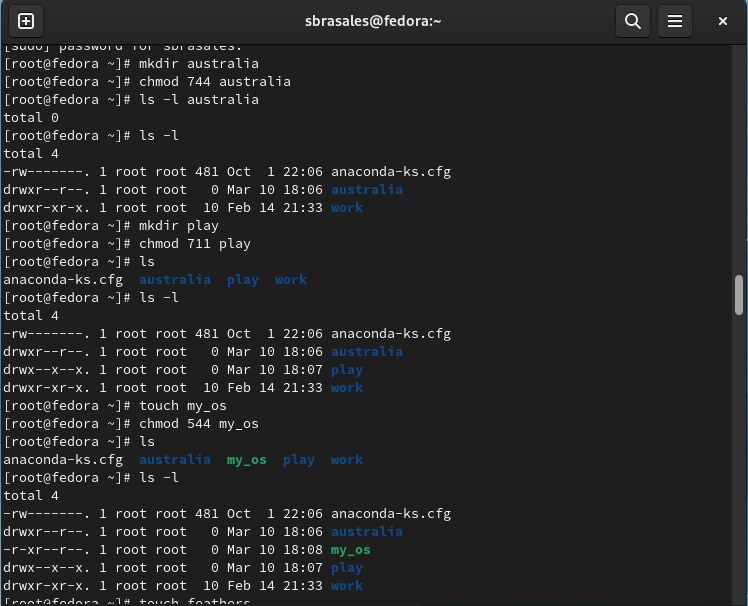 sbrasales@fedora:~
[sudo] password for sbrasales:
[root@fedora ~]# mkdir australia
[root@fedora ~]# chmod 744 australia
[root@fedora ~]# ls -l australia
total 0
[root@fedora ~]# ls -l
total 4
-rw-------. 1 root root 481 Oct  1 22:06 anaconda-ks.cfg
drwxr--r--. 1 root root   0 Mar 10 18:06 australia
drwxr-xr-x. 1 root root  10 Feb 14 21:33 work
[root@fedora ~]# mkdir play
[root@fedora ~]# chmod 711 play
[root@fedora ~]# ls
anaconda-ks.cfg  australia  play  work
[root@fedora ~]# ls -l
total 4
-rw-------. 1 root root 481 Oct  1 22:06 anaconda-ks.cfg
drwxr--r--. 1 root root   0 Mar 10 18:06 australia
drwx--x--x. 1 root root   0 Mar 10 18:07 play
drwxr-xr-x. 1 root root  10 Feb 14 21:33 work
[root@fedora ~]# touch my_os
[root@fedora ~]# chmod 544 my_os
[root@fedora ~]# ls
anaconda-ks.cfg  australia  my_os  play  work
[root@fedora ~]# ls -l
total 4
-rw-------. 1 root root 481 Oct  1 22:06 anaconda-ks.cfg
drwxr--r--. 1 root root   0 Mar 10 18:06 australia
-r-xr--r--. 1 root root   0 Mar 10 18:08 my_os
drwx--x--x. 1 root root   0 Mar 10 18:07 play
drwxr-xr-x. 1 root root  10 Feb 14 21:33 work
[root@fedora ~]# touch feathers